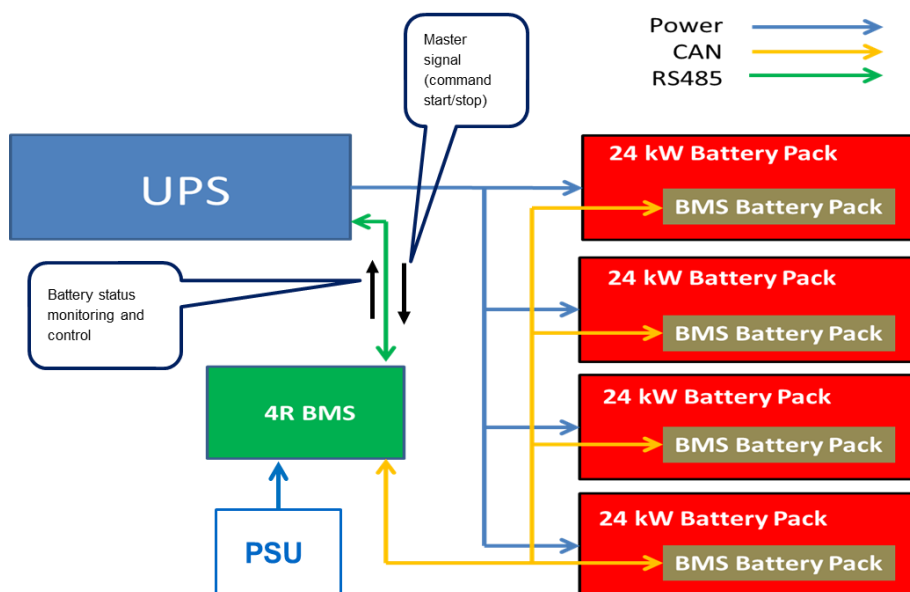 Master
signal
(command
start/stop)
Power
CAN
RS485
UPS
24 kW Battery Pack
BMS Battery Pack
Battery status
monitoring and
control
24 kW Battery Pack
BMS Battery Pack
4R BMS
24 kW Battery Pack
BMS Battery Pack
PSU
24 kW Battery Pack
BMS Battery Pack